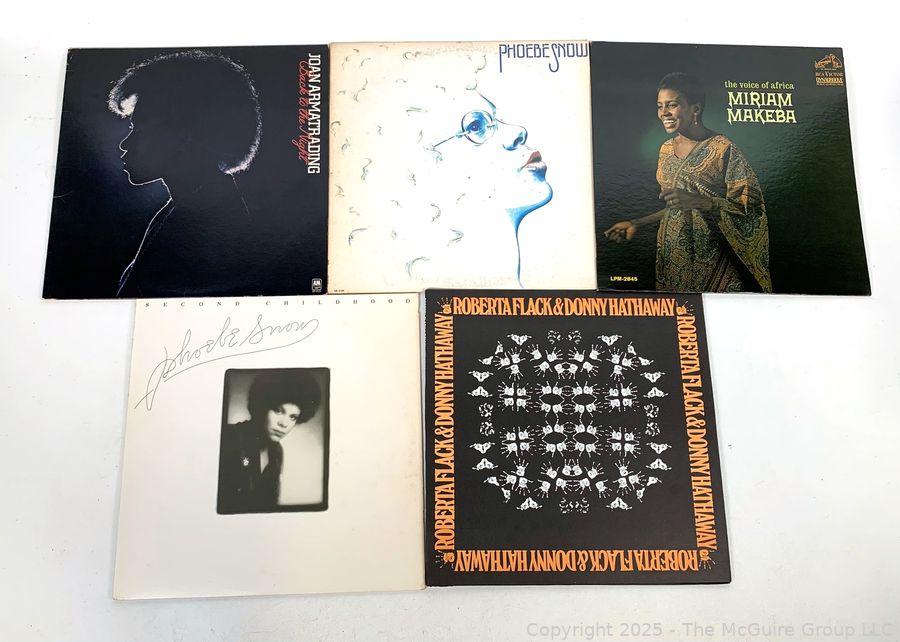 JOAN ARMATRADING
Back to the Night
PHOEBE SNOW
the voice of africa
MIRIAM
MAKEBA
RCA VICTOR
DYNAGROOVE
LPM-2845
SECOND CHILDHOOD
Phoebe Snow
ROBERTA FLACK & DONNY HATHAWAY
ROBERTA FLACK & DONNY HATHAWAY
ROBERTA FLACK & DONNY HATHAWAY
ROBERTA FLACK & DONNY HATHAWAY
Copyright © 2025 - The McGuire Group LLC